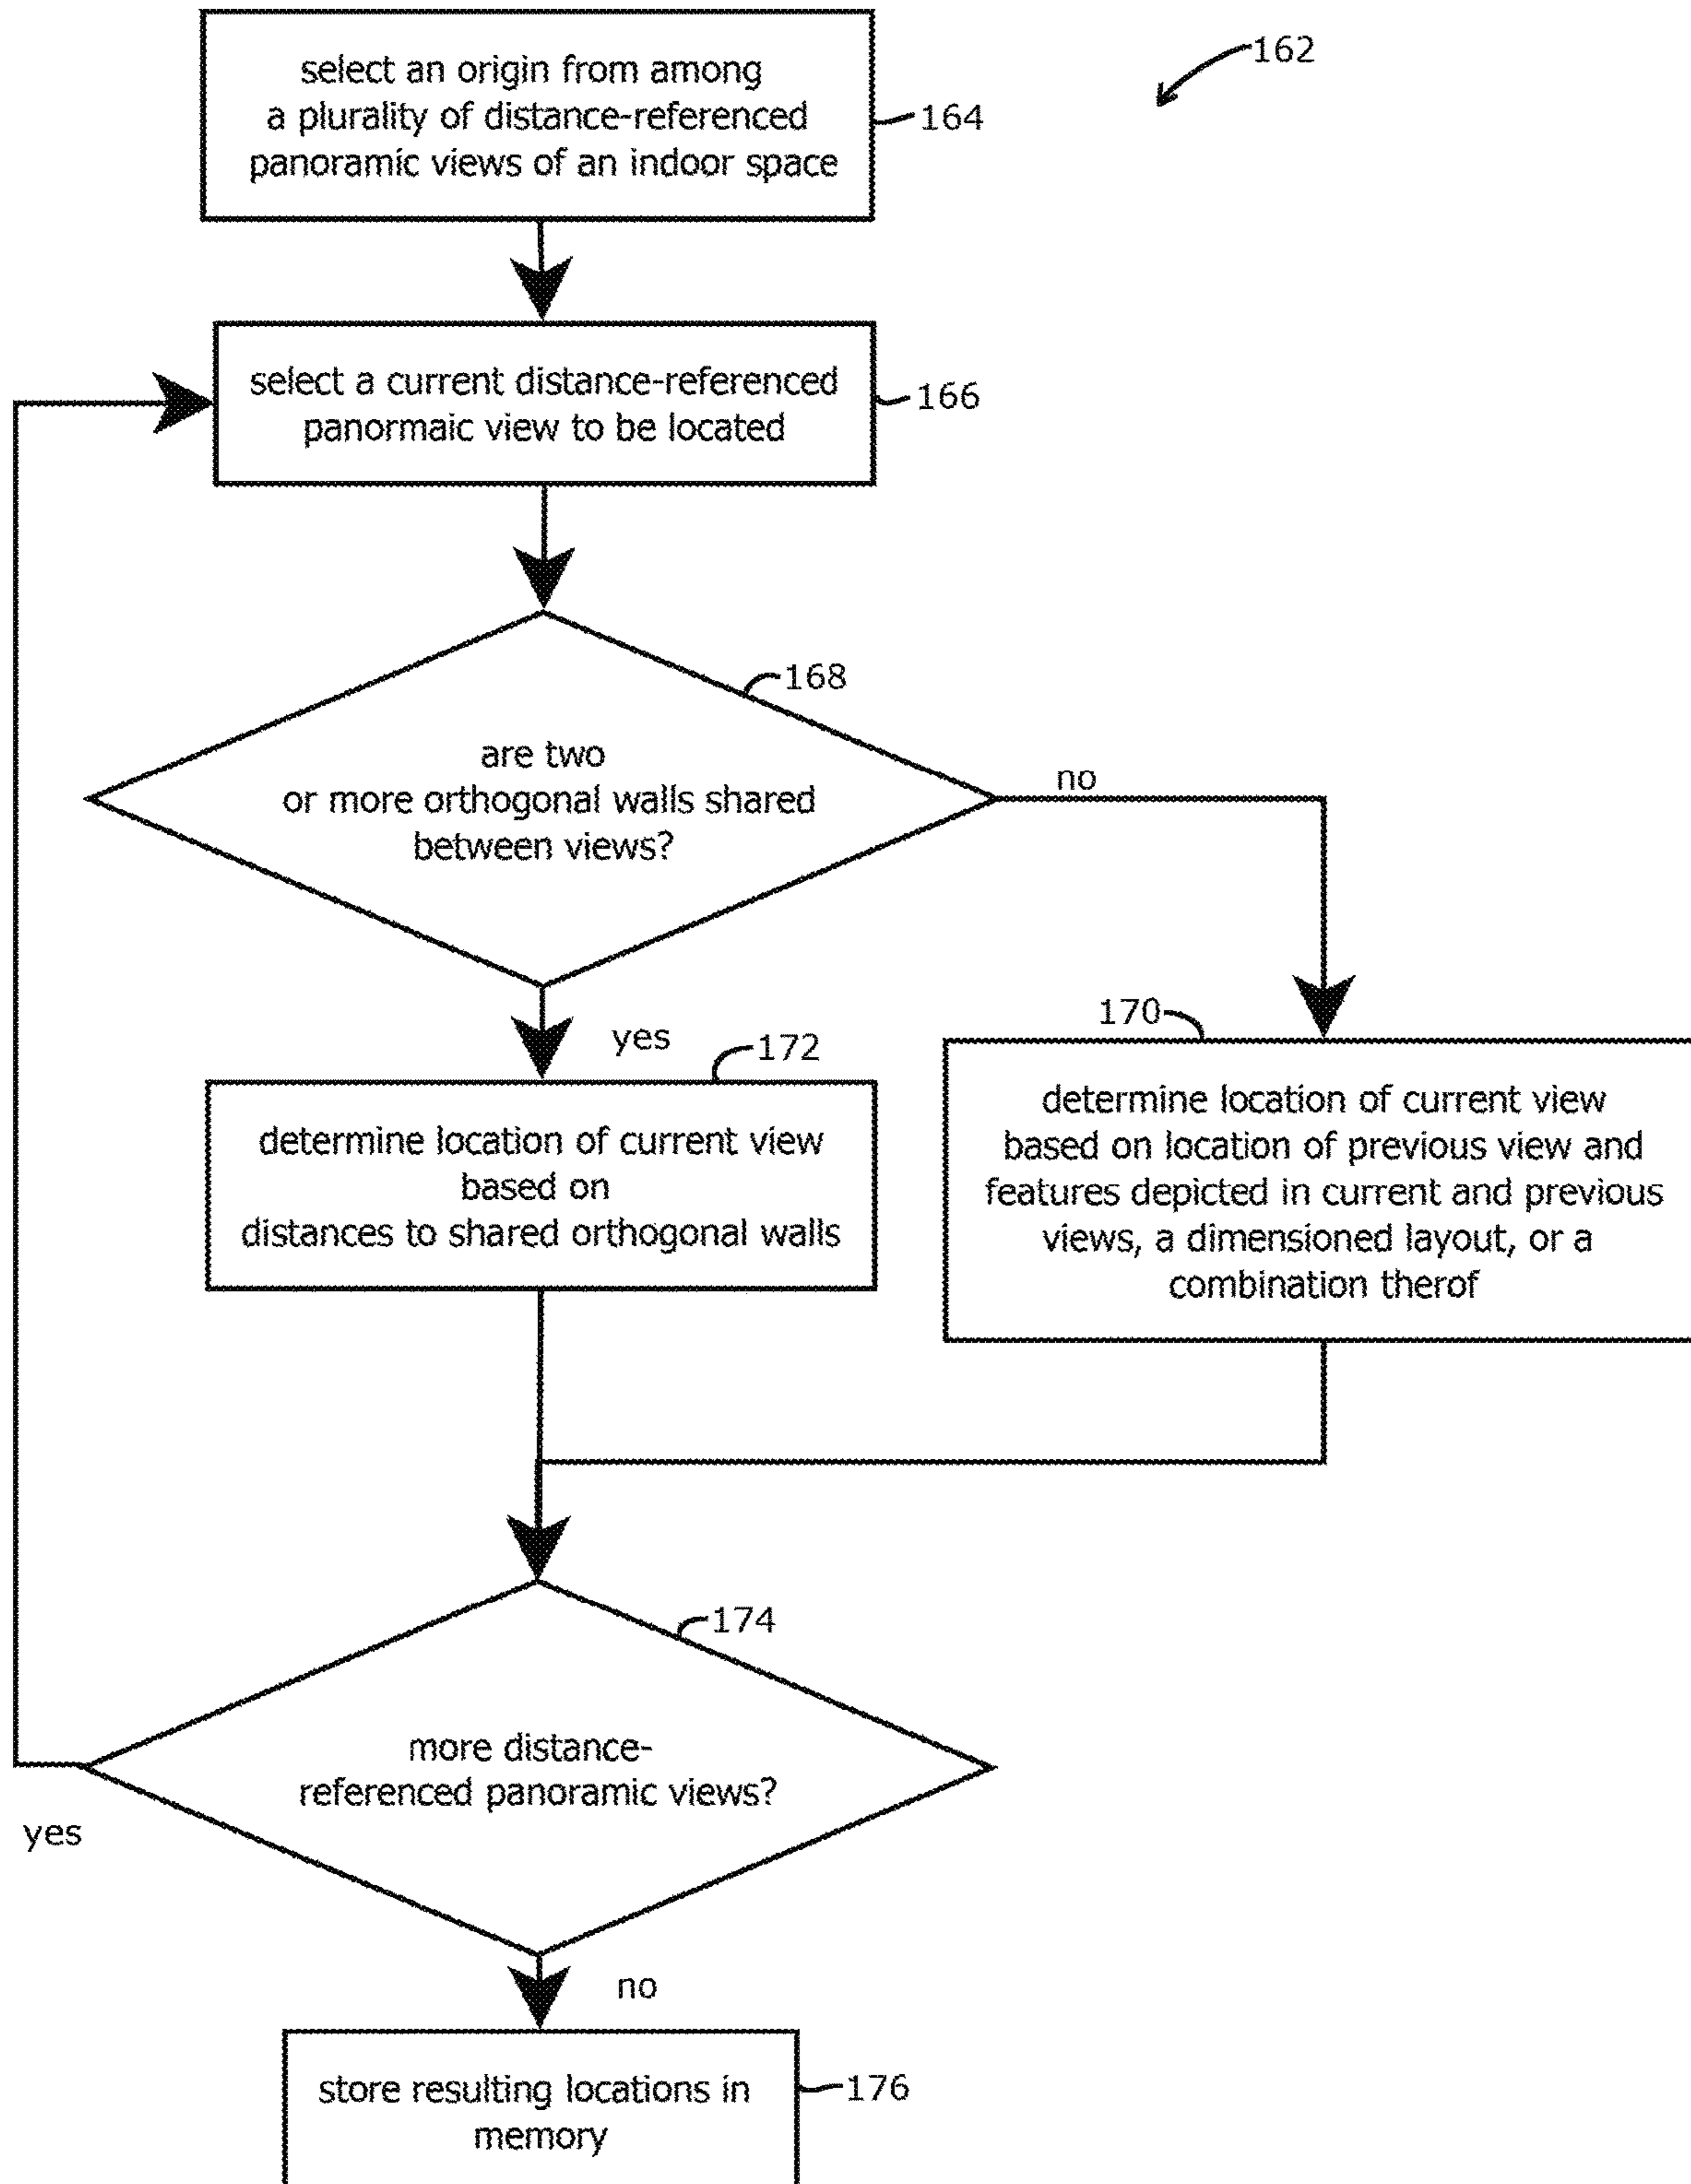 162
select an origin from among
a plurality of distance-referenced
panoramic views of an indoor space
164
select a current distance-referenced
panormaic view to be located
166
168
are two
or more orthogonal walls shared
between views?
no
yes
172
determine location of current view
based on
distances to shared orthogonal walls
170
determine location of current view
based on location of previous view and
features depicted in current and previous
views, a dimensioned layout, or a
combination therof
174
more distance-
referenced panoramic views?
yes
no
store resulting locations in
memory
176